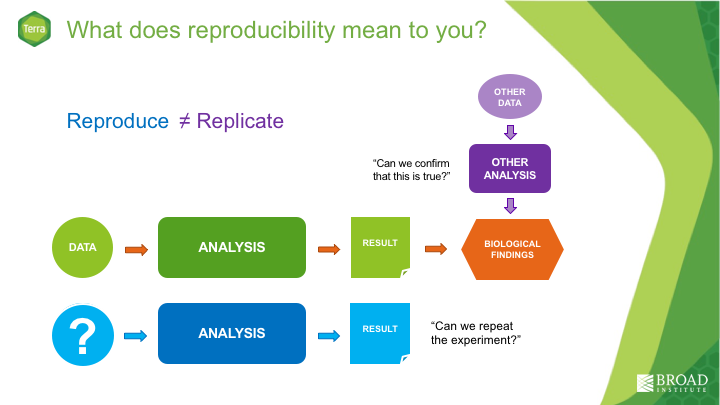 Terra
What does reproducibility mean to you?
OTHER
DATA
Reproduce ≠ Replicate
“Can we confirm
that this is true?”
OTHER
ANALYSIS
DATA
ANALYSIS
RESULT
BIOLOGICAL
FINDINGS
?
ANALYSIS
RESULT
“Can we repeat
the experiment?”
BROAD
INSTITUTE